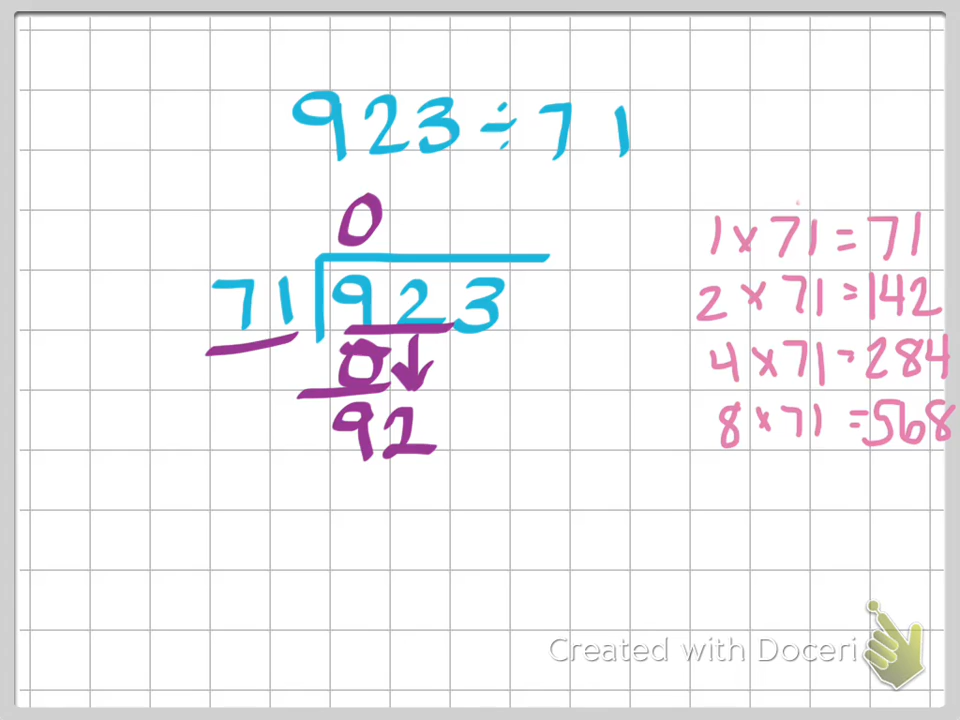 923÷71
0
71 923
0
92
1 x 71 = 71
2 x 71 = 142
4 x 71 = 284
8 x 71 = 568
Created with Doceri